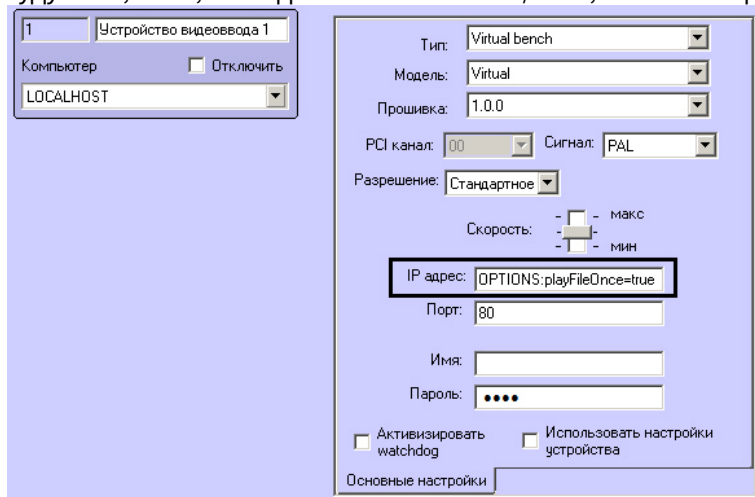 1 Устройство видеоввода 1
Компьютер Отключить
LOCALHOST
Тип: Virtual bench
Модель: Virtual
Прошивка: 1.0.0
PCI канал: 00 Сигнал: PAL
Разрешение: Стандартное
макс
Скорость:
мин
IP адрес: OPTIONS:playFileOnce=true
Порт: 80
Имя:
Пароль: ••••
Активизировать watchdog
Использовать настройки устройства
Основные настройки